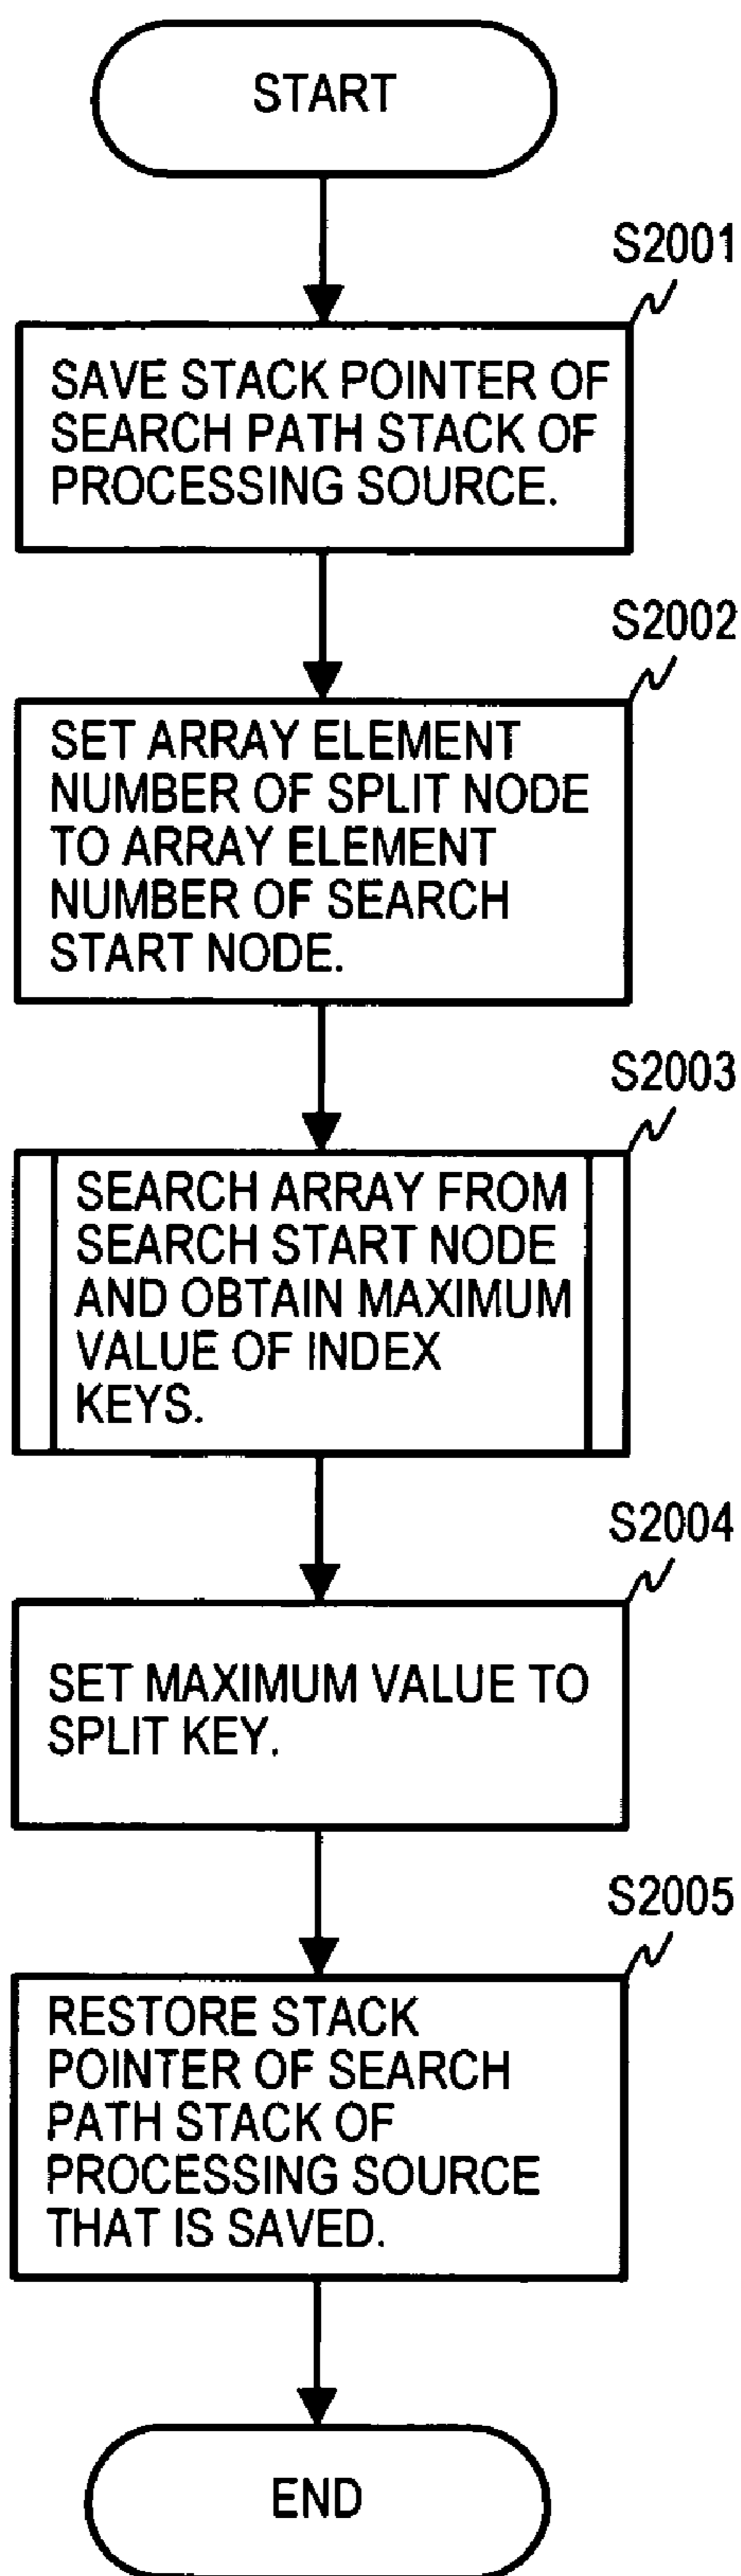 START
S2001
SAVE STACK POINTER OF
SEARCH PATH STACK OF
PROCESSING SOURCE.
S2002
SET ARRAY ELEMENT
NUMBER OF SPLIT NODE
TO ARRAY ELEMENT
NUMBER OF SEARCH
START NODE.
S2003
SEARCH ARRAY FROM
SEARCH START NODE
AND OBTAIN MAXIMUM
VALUE OF INDEX
KEYS.
S2004
SET MAXIMUM VALUE TO
SPLIT KEY.
S2005
RESTORE STACK
POINTER OF SEARCH
PATH STACK OF
PROCESSING SOURCE
THAT IS SAVED.
END